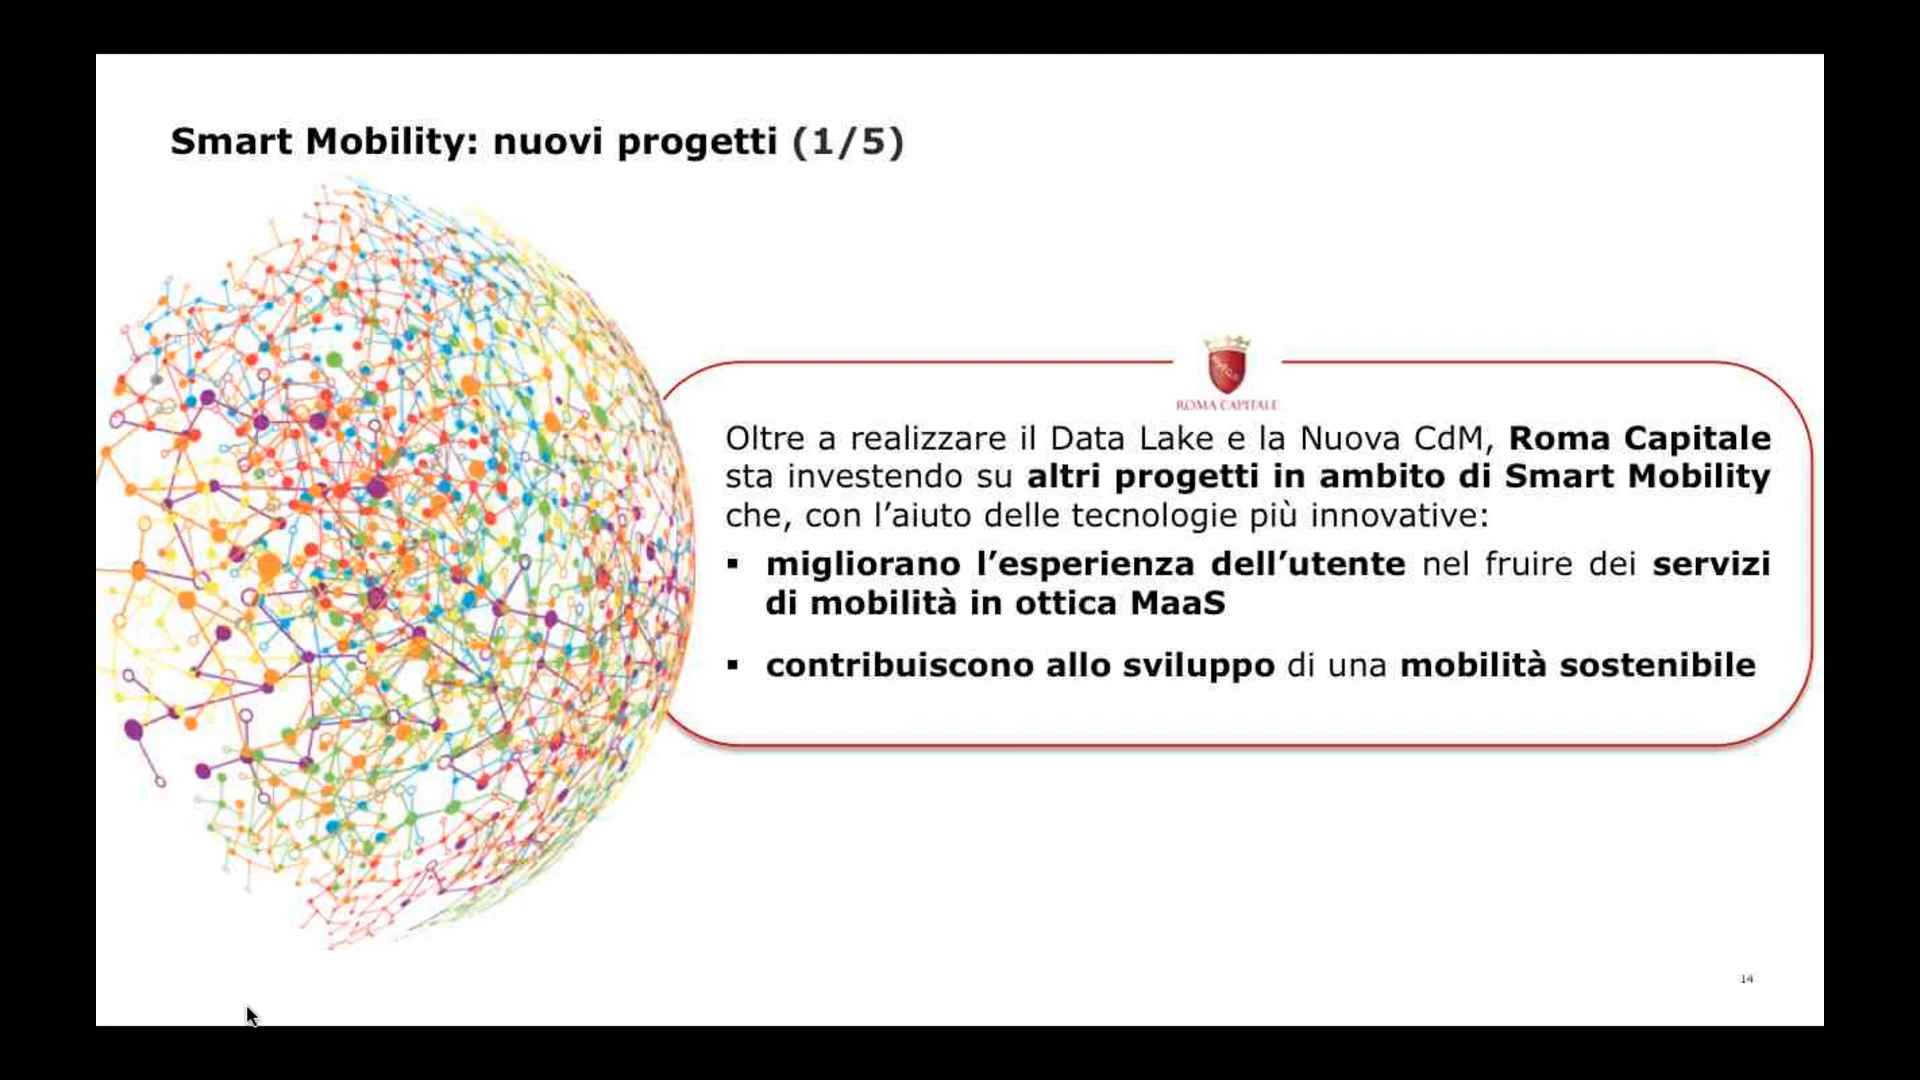 Smart Mobility: nuovi progetti (1/5)
SPQR
ROMA CAPITALE
Oltre a realizzare il Data Lake e la Nuova CdM, Roma Capitale
sta investendo su altri progetti in ambito di Smart Mobility
che, con l’aiuto delle tecnologie più innovative:
▪ migliorano l’esperienza dell’utente nel fruire dei servizi
di mobilità in ottica MaaS
▪ contribuiscono allo sviluppo di una mobilità sostenibile
14